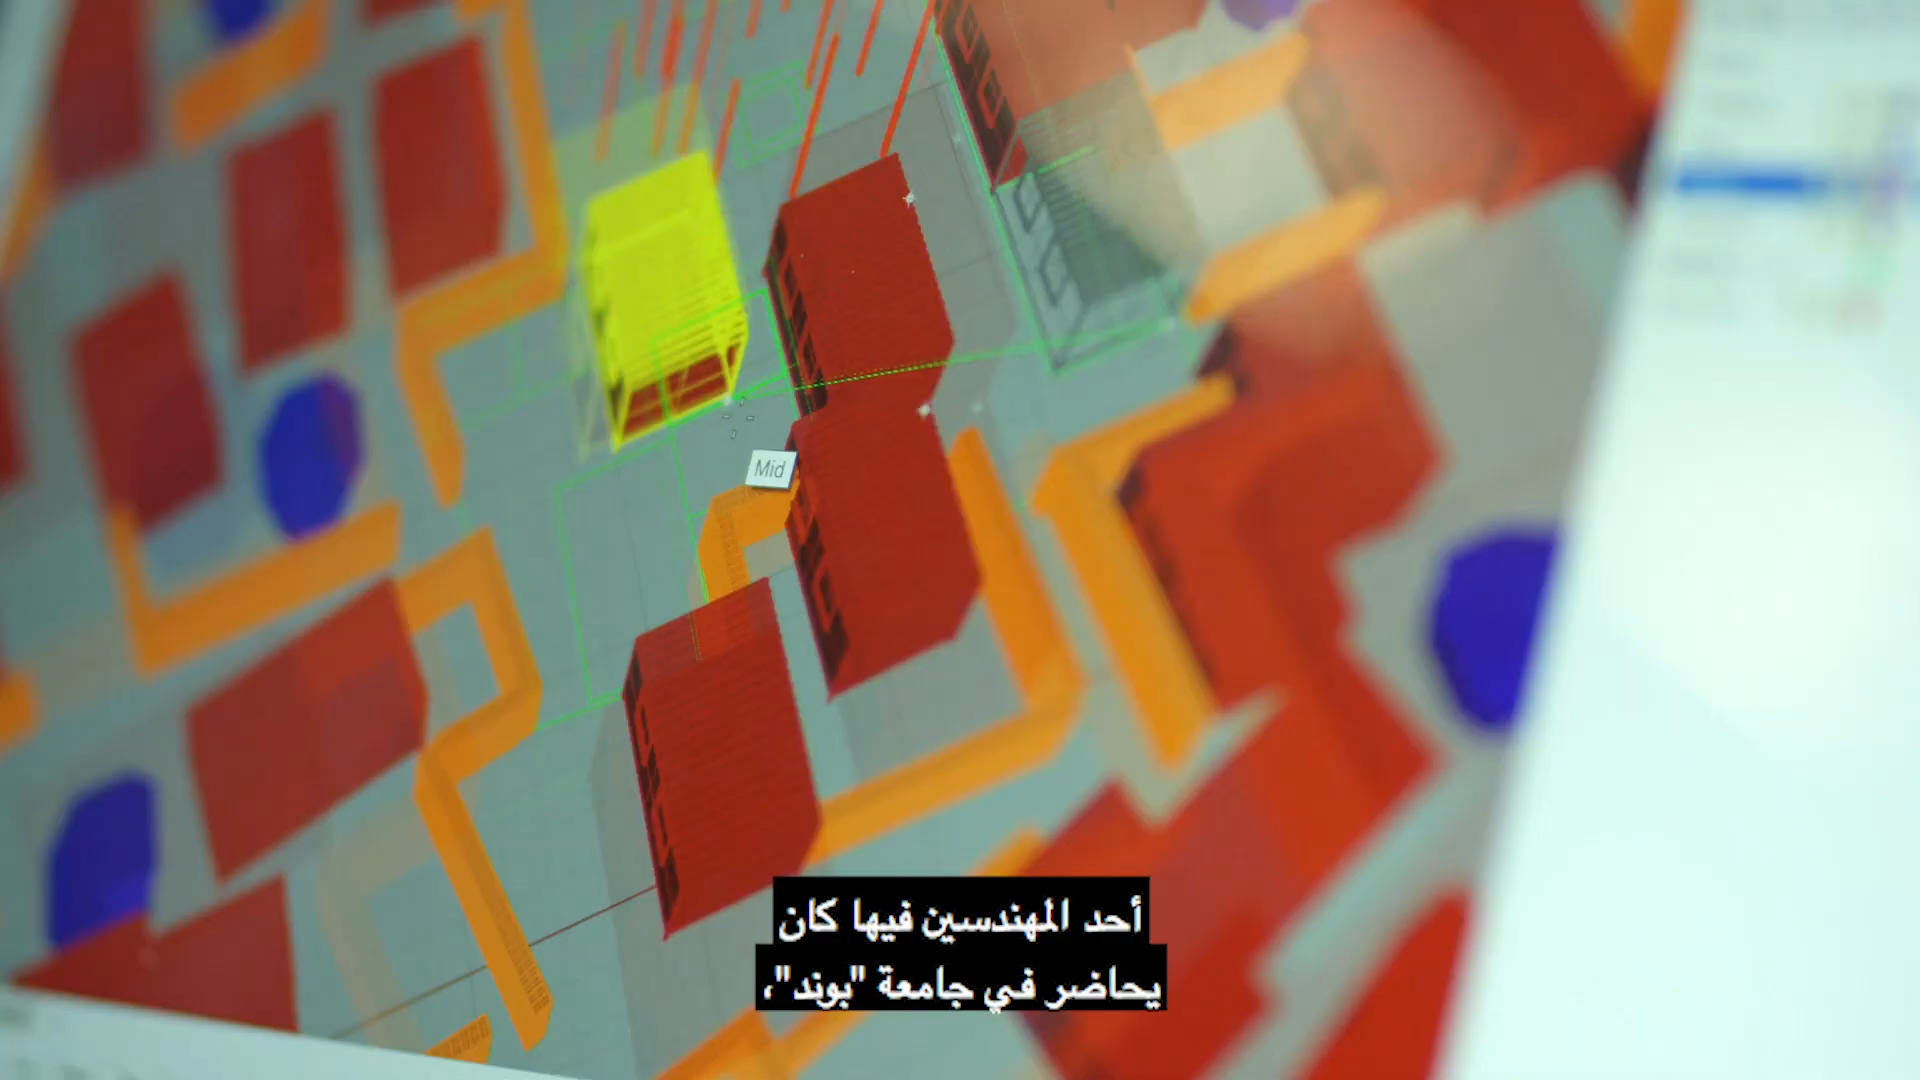 Mid
أحد المهندسين فيها كان
يحاضر في جامعة "بوند"،